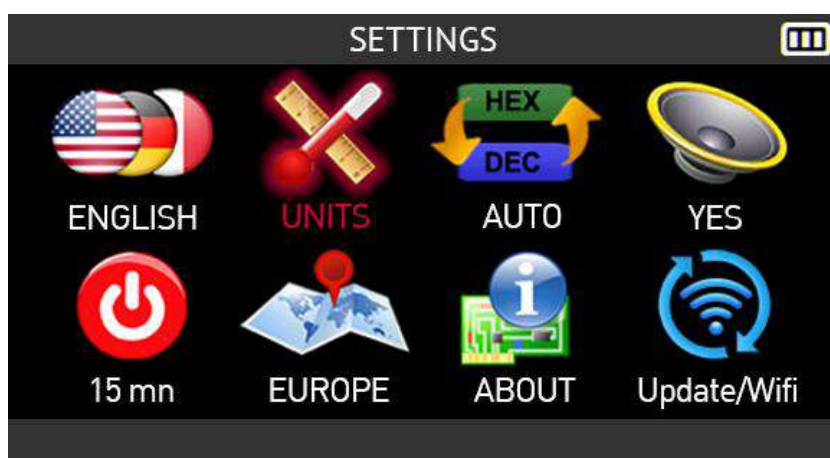 SETTINGS
HEX
DEC
ENGLISH UNITS AUTO YES
15 mn EUROPE ABOUT Update/Wifi